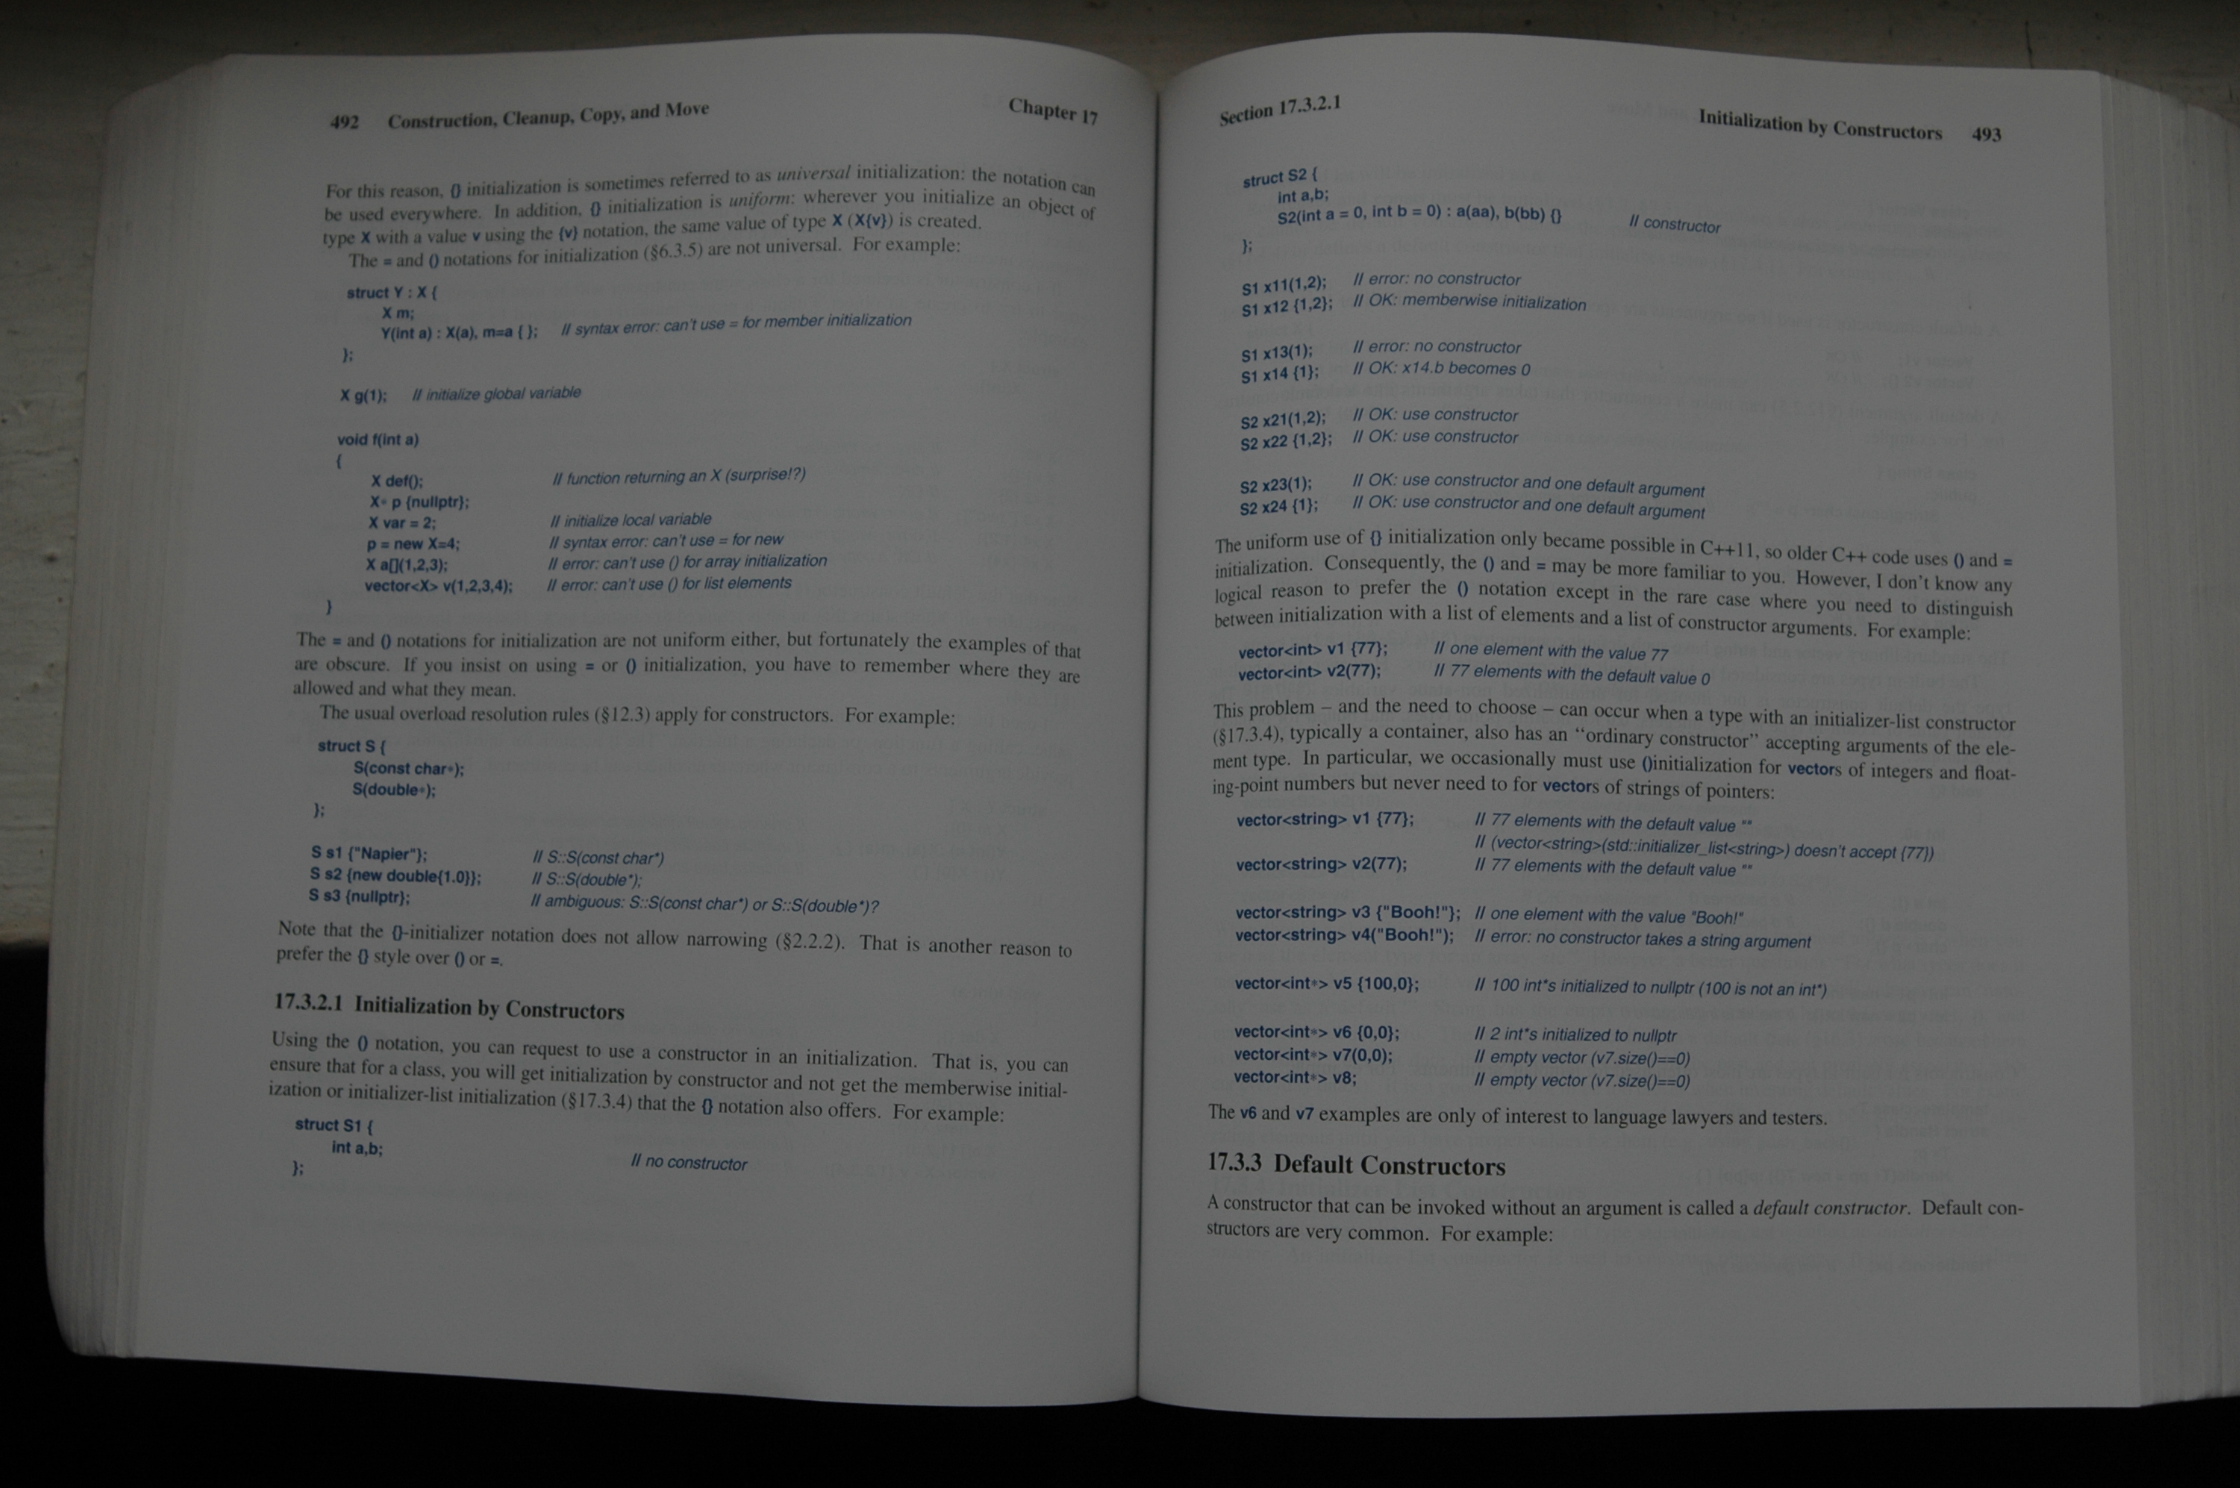 492 Construction, Cleanup, Copy, and Move Chapter 17
For this reason, {} initialization is sometimes referred to as universal initialization: the notation can
be used everywhere. In addition, {} initialization is uniform: wherever you initialize an object of
type X with a value v using the {v} notation, the same value of type X (X{v}) is created.
The = and () notations for initialization (§6.3.5) are not universal. For example:
struct Y : X {
X m;
Y(int a) : X(a), m=a { }; // syntax error: can't use = for member initialization
};
X g(1); // initialize global variable
void f(int a)
{
X def(); // function returning an X (surprise!?)
X* p {nullptr};
X var = 2; // initialize local variable
p = new X=4; // syntax error: can't use = for new
X a[](1,2,3); // error: can't use () for array initialization
vector<X> v(1,2,3,4); // error: can't use () for list elements
}
The = and () notations for initialization are not uniform either, but fortunately the examples of that
are obscure. If you insist on using = or () initialization, you have to remember where they are
allowed and what they mean.
The usual overload resolution rules (§12.3) apply for constructors. For example:
struct S {
S(const char*);
S(double*);
};
S s1 {"Napier"}; // S::S(const char*)
S s2 {new double{1.0}}; // S::S(double*);
S s3 {nullptr}; // ambiguous: S::S(const char*) or S::S(double*)?
Note that the {}-initializer notation does not allow narrowing (§2.2.2). That is another reason to
prefer the {} style over () or =.
17.3.2.1 Initialization by Constructors
Using the () notation, you can request to use a constructor in an initialization. That is, you can
ensure that for a class, you will get initialization by constructor and not get the memberwise initial-
ization or initializer-list initialization (§17.3.4) that the {} notation also offers. For example:
struct S1 {
int a,b;
// no constructor
};
Section 17.3.2.1 Initialization by Constructors 493
struct S2 {
int a,b;
S2(int a = 0, int b = 0) : a(aa), b(bb) {} // constructor
};
S1 x11(1,2); // error: no constructor
S1 x12 {1,2}; // OK: memberwise initialization
S1 x13(1); // error: no constructor
S1 x14 {1}; // OK: x14.b becomes 0
S2 x21(1,2); // OK: use constructor
S2 x22 {1,2}; // OK: use constructor
S2 x23(1); // OK: use constructor and one default argument
S2 x24 {1}; // OK: use constructor and one default argument
The uniform use of {} initialization only became possible in C++11, so older C++ code uses () and =
initialization. Consequently, the () and = may be more familiar to you. However, I don't know any
logical reason to prefer the () notation except in the rare case where you need to distinguish
between initialization with a list of elements and a list of constructor arguments. For example:
vector<int> v1 {77}; // one element with the value 77
vector<int> v2(77); // 77 elements with the default value 0
This problem – and the need to choose – can occur when a type with an initializer-list constructor
(§17.3.4), typically a container, also has an “ordinary constructor” accepting arguments of the ele-
ment type. In particular, we occasionally must use ()initialization for vectors of integers and float-
ing-point numbers but never need to for vectors of strings of pointers:
vector<string> v1 {77}; // 77 elements with the default value ""
// (vector<string>(std::initializer_list<string>) doesn't accept {77})
vector<string> v2(77); // 77 elements with the default value ""
vector<string> v3 {"Booh!"}; // one element with the value "Booh!"
vector<string> v4("Booh!"); // error: no constructor takes a string argument
vector<int*> v5 {100,0}; // 100 int*s initialized to nullptr (100 is not an int*)
vector<int*> v6 {0,0}; // 2 int*s initialized to nullptr
vector<int*> v7(0,0); // empty vector (v7.size()==0)
vector<int*> v8; // empty vector (v7.size()==0)
The v6 and v7 examples are only of interest to language lawyers and testers.
17.3.3 Default Constructors
A constructor that can be invoked without an argument is called a default constructor. Default con-
structors are very common. For example: